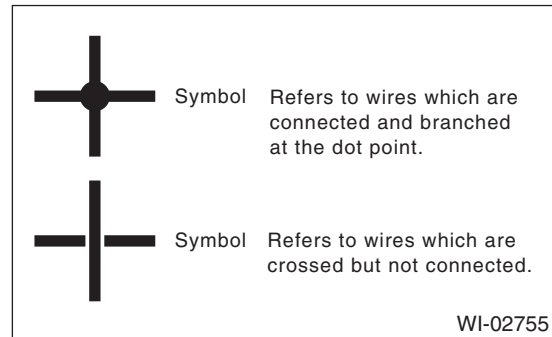 Symbol Refers to wires which are
connected and branched
at the dot point.
Symbol Refers to wires which are
crossed but not connected.
WI-02755